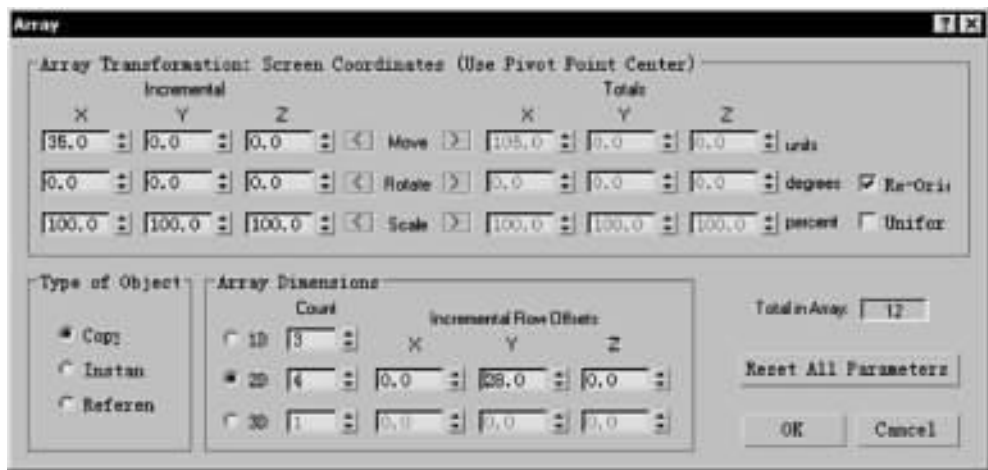 Array
Array Transformation: Screen Coordinates (Use Pivot Point Center)
Incremental Totals
X Y Z X Y Z
35.0 0.0 0.0 < Move > 105.0 0.0 0.0 units
0.0 0.0 0.0 < Rotate > 0.0 0.0 0.0 degrees Re-Orie
100.0 100.0 100.0 < Scale > 100.0 100.0 100.0 percent Unifor
Type of Object
Copy
Instan
Referen
Array Dimensions
Count Incremental Row Offsets
1D 3 X Y Z
2D 4 0.0 28.0 0.0
3D 1 0.0 0.0 0.0
Total in Array: 12
Reset All Parameters
OK Cancel